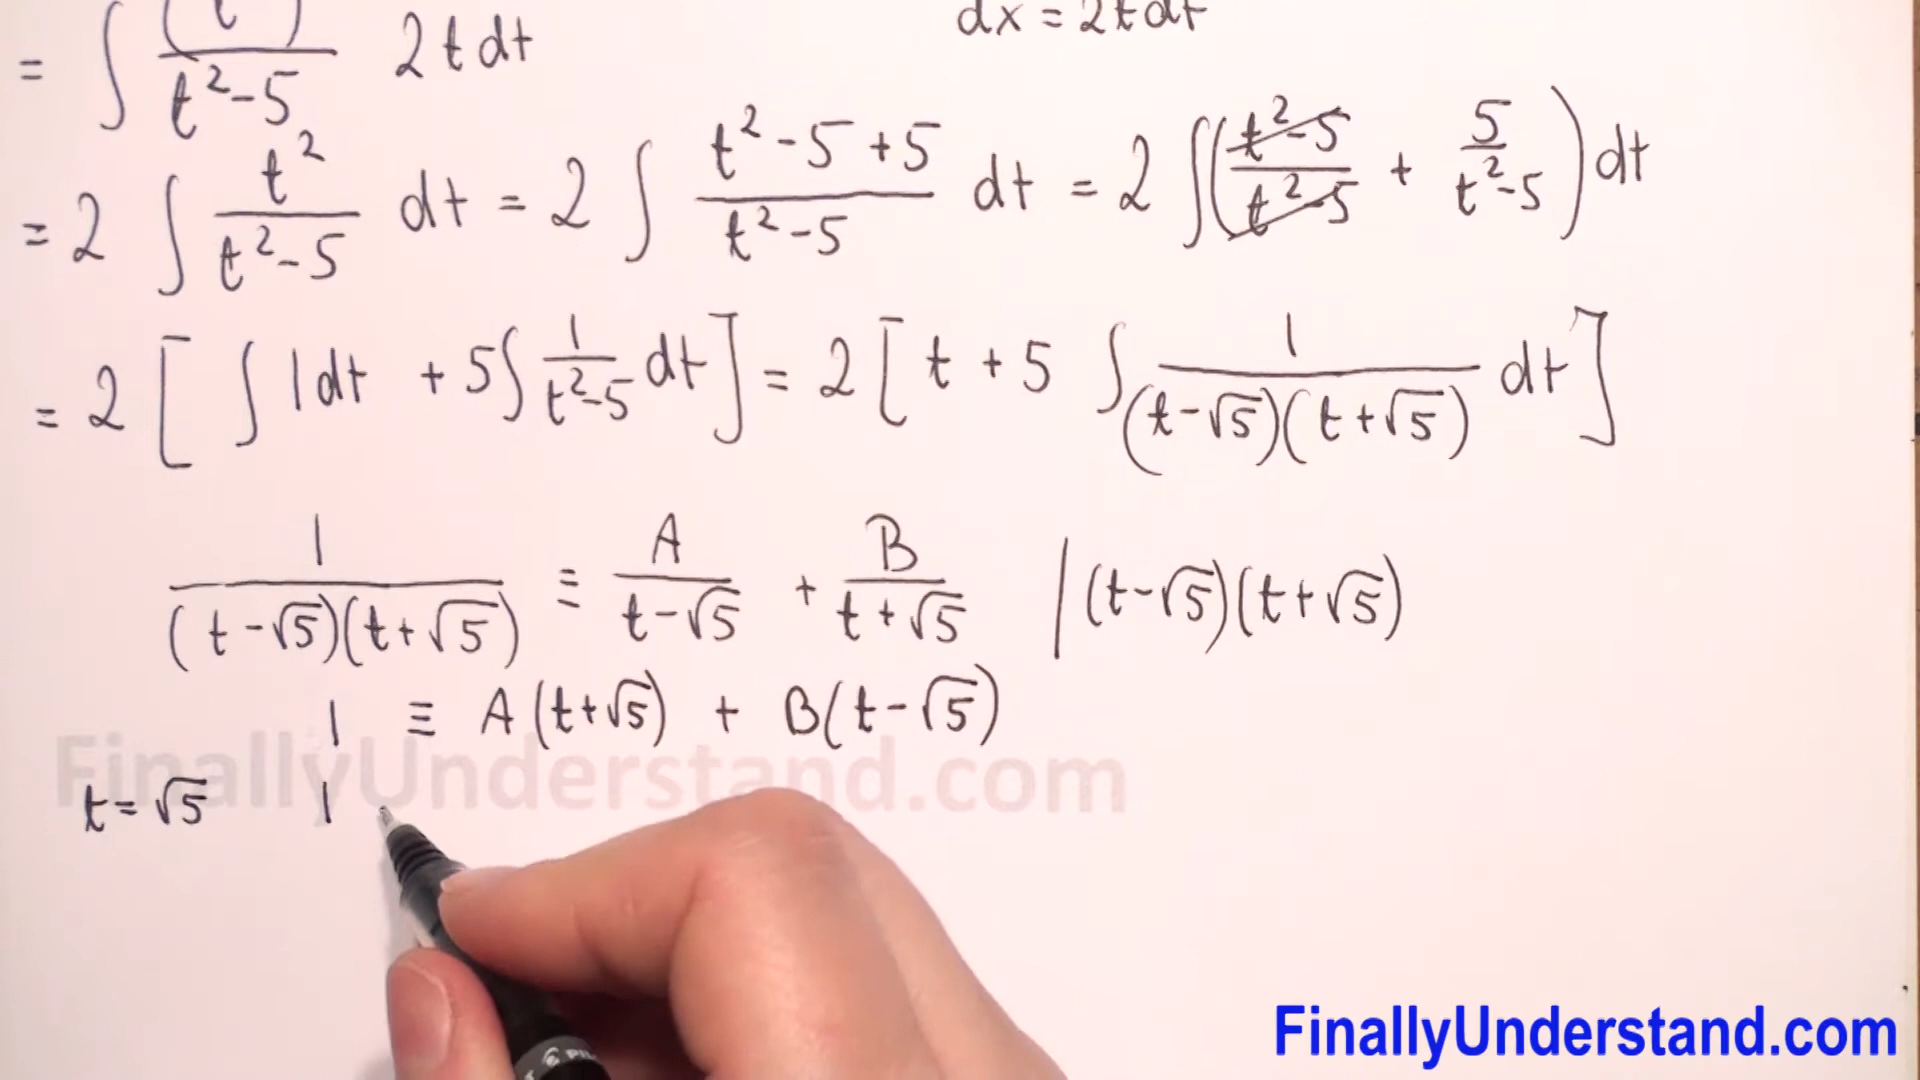 dx = 2t dt
= ∫ (t)/(t²-5) 2t dt
= 2 ∫ t²/(t²-5) dt = 2 ∫ (t²-5+5)/(t²-5) dt = 2 ∫ ((t²-5)/(t²-5) + 5/(t²-5)) dt
= 2 [ ∫ 1 dt + 5 ∫ 1/(t²-5) dt ] = 2 [ t + 5 ∫ 1/((t-√5)(t+√5)) dt ]
1/((t-√5)(t+√5)) ≡ A/(t-√5) + B/(t+√5) | (t-√5)(t+√5)
1 ≡ A(t+√5) + B(t-√5)
t = √5 1
FinallyUnderstand.com
FinallyUnderstand.com